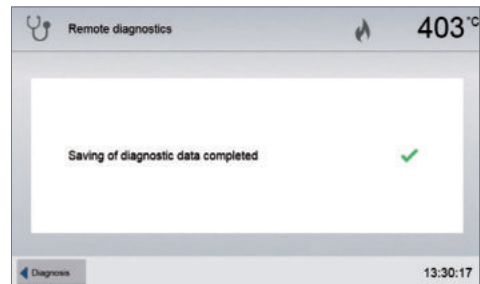 Remote diagnostics
403°C
Saving of diagnostic data completed
Diagnosis
13:30:17